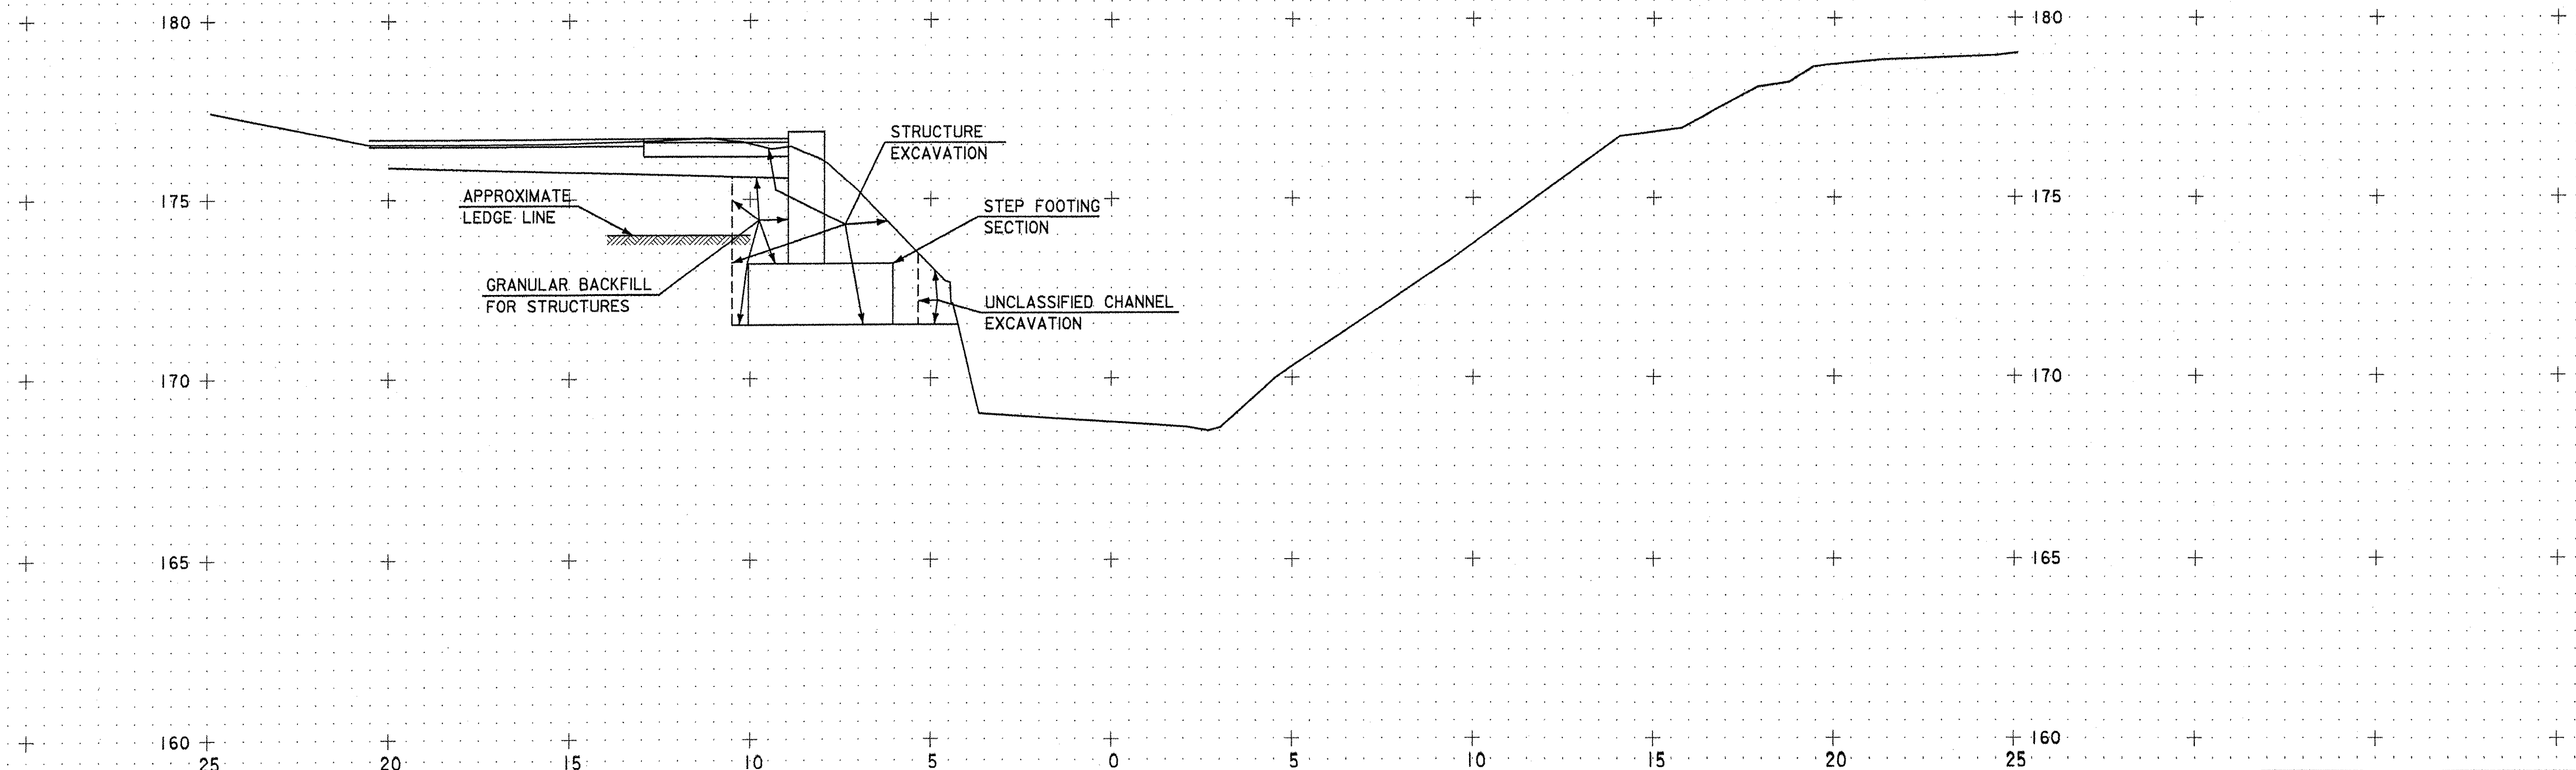 180
180
STRUCTURE
EXCAVATION
APPROXIMATE
LEDGE LINE
175
STEP FOOTING
SECTION
175
GRANULAR BACKFILL
FOR STRUCTURES
UNCLASSIFIED CHANNEL
EXCAVATION
170
170
165
165
160
160
25 20 15 10 5 0 5 10 15 20 25